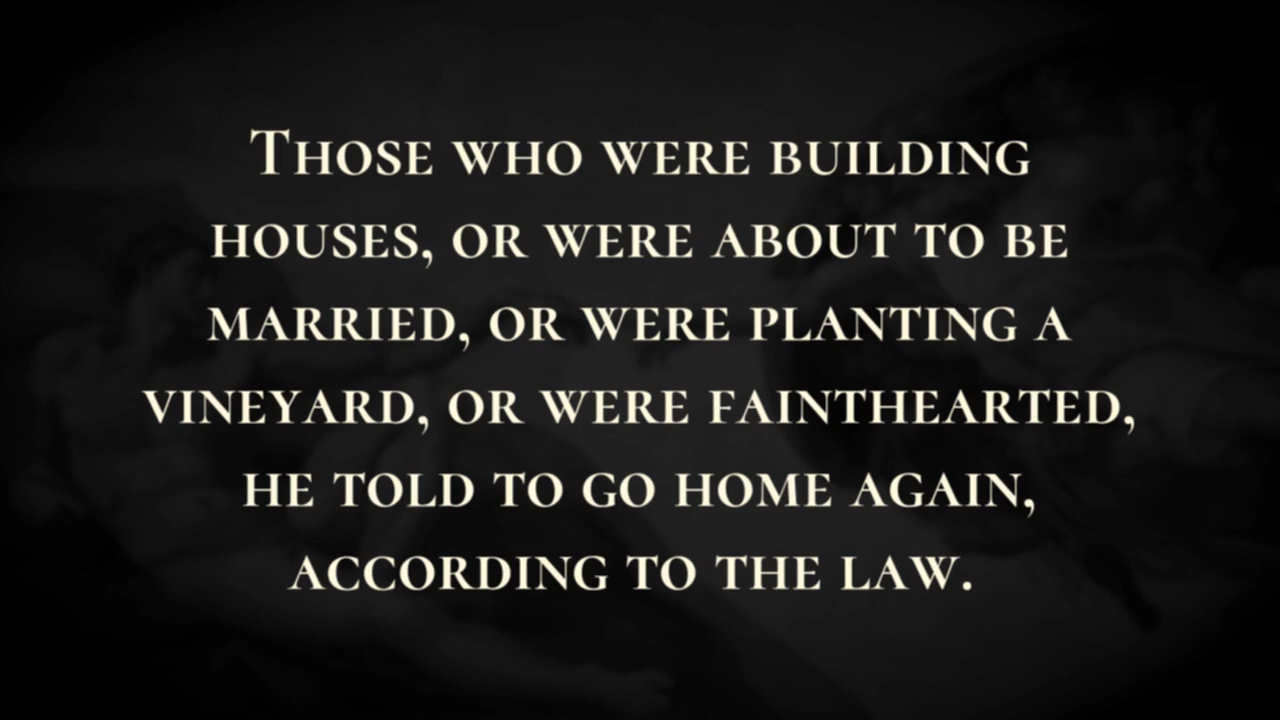 Those who were building
houses, or were about to be
married, or were planting a
vineyard, or were fainthearted,
he told to go home again,
according to the law.